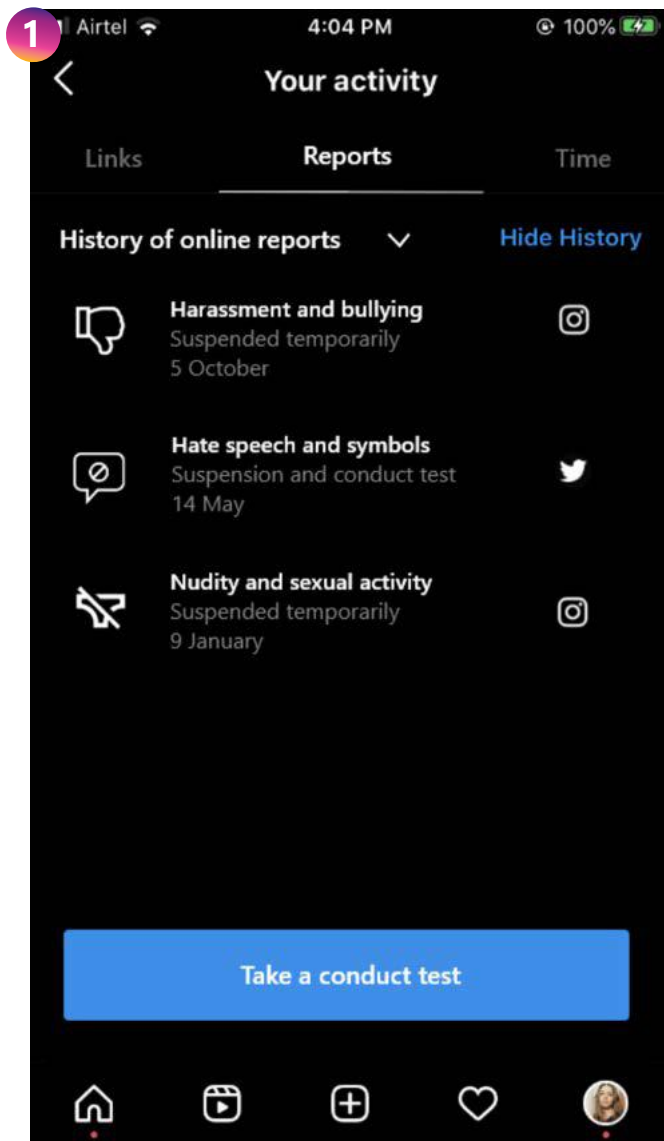 1
Airtel 4:04 PM 100%
Your activity
Links Reports Time
History of online reports Hide History
Harassment and bullying
Suspended temporarily
5 October
Hate speech and symbols
Suspension and conduct test
14 May
Nudity and sexual activity
Suspended temporarily
9 January
Take a conduct test